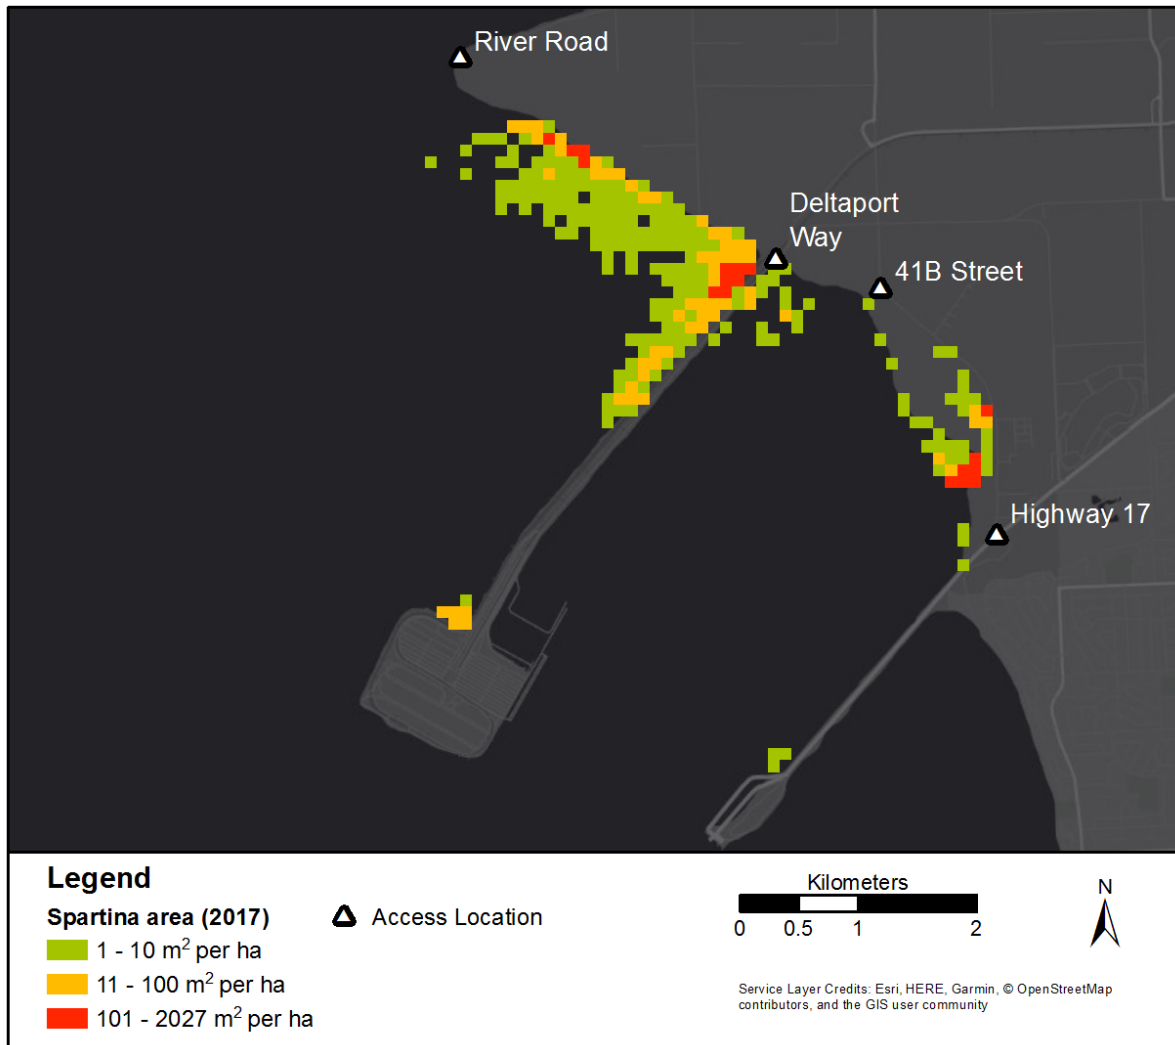 River Road
Deltaport
Way
41B Street
Highway 17
Legend
Spartina area (2017)
Access Location
1 - 10 m² per ha
11 - 100 m² per ha
101 - 2027 m² per ha
Kilometers
0 0.5 1 2
N
Service Layer Credits: Esri, HERE, Garmin, © OpenStreetMap
contributors, and the GIS user community